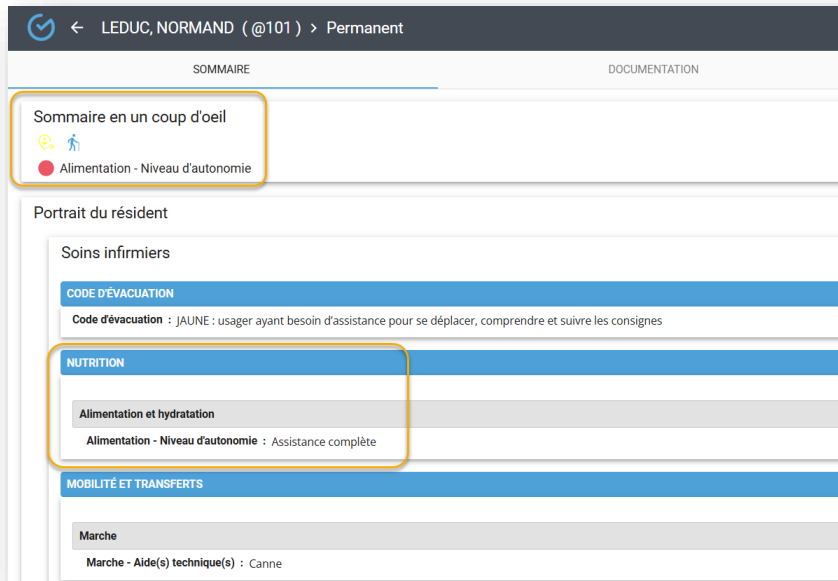 LEDUC, NORMAND ( @101 ) > Permanent
SOMMAIRE
DOCUMENTATION
Sommaire en un coup d'oeil
Alimentation - Niveau d'autonomie
Portrait du résident
Soins infirmiers
CODE D'ÉVACUATION
Code d'évacuation : JAUNE : usager ayant besoin d'assistance pour se déplacer, comprendre et suivre les consignes
NUTRITION
Alimentation et hydratation
Alimentation - Niveau d'autonomie : Assistance complète
MOBILITÉ ET TRANSFERTS
Marche
Marche - Aide(s) technique(s) : Canne